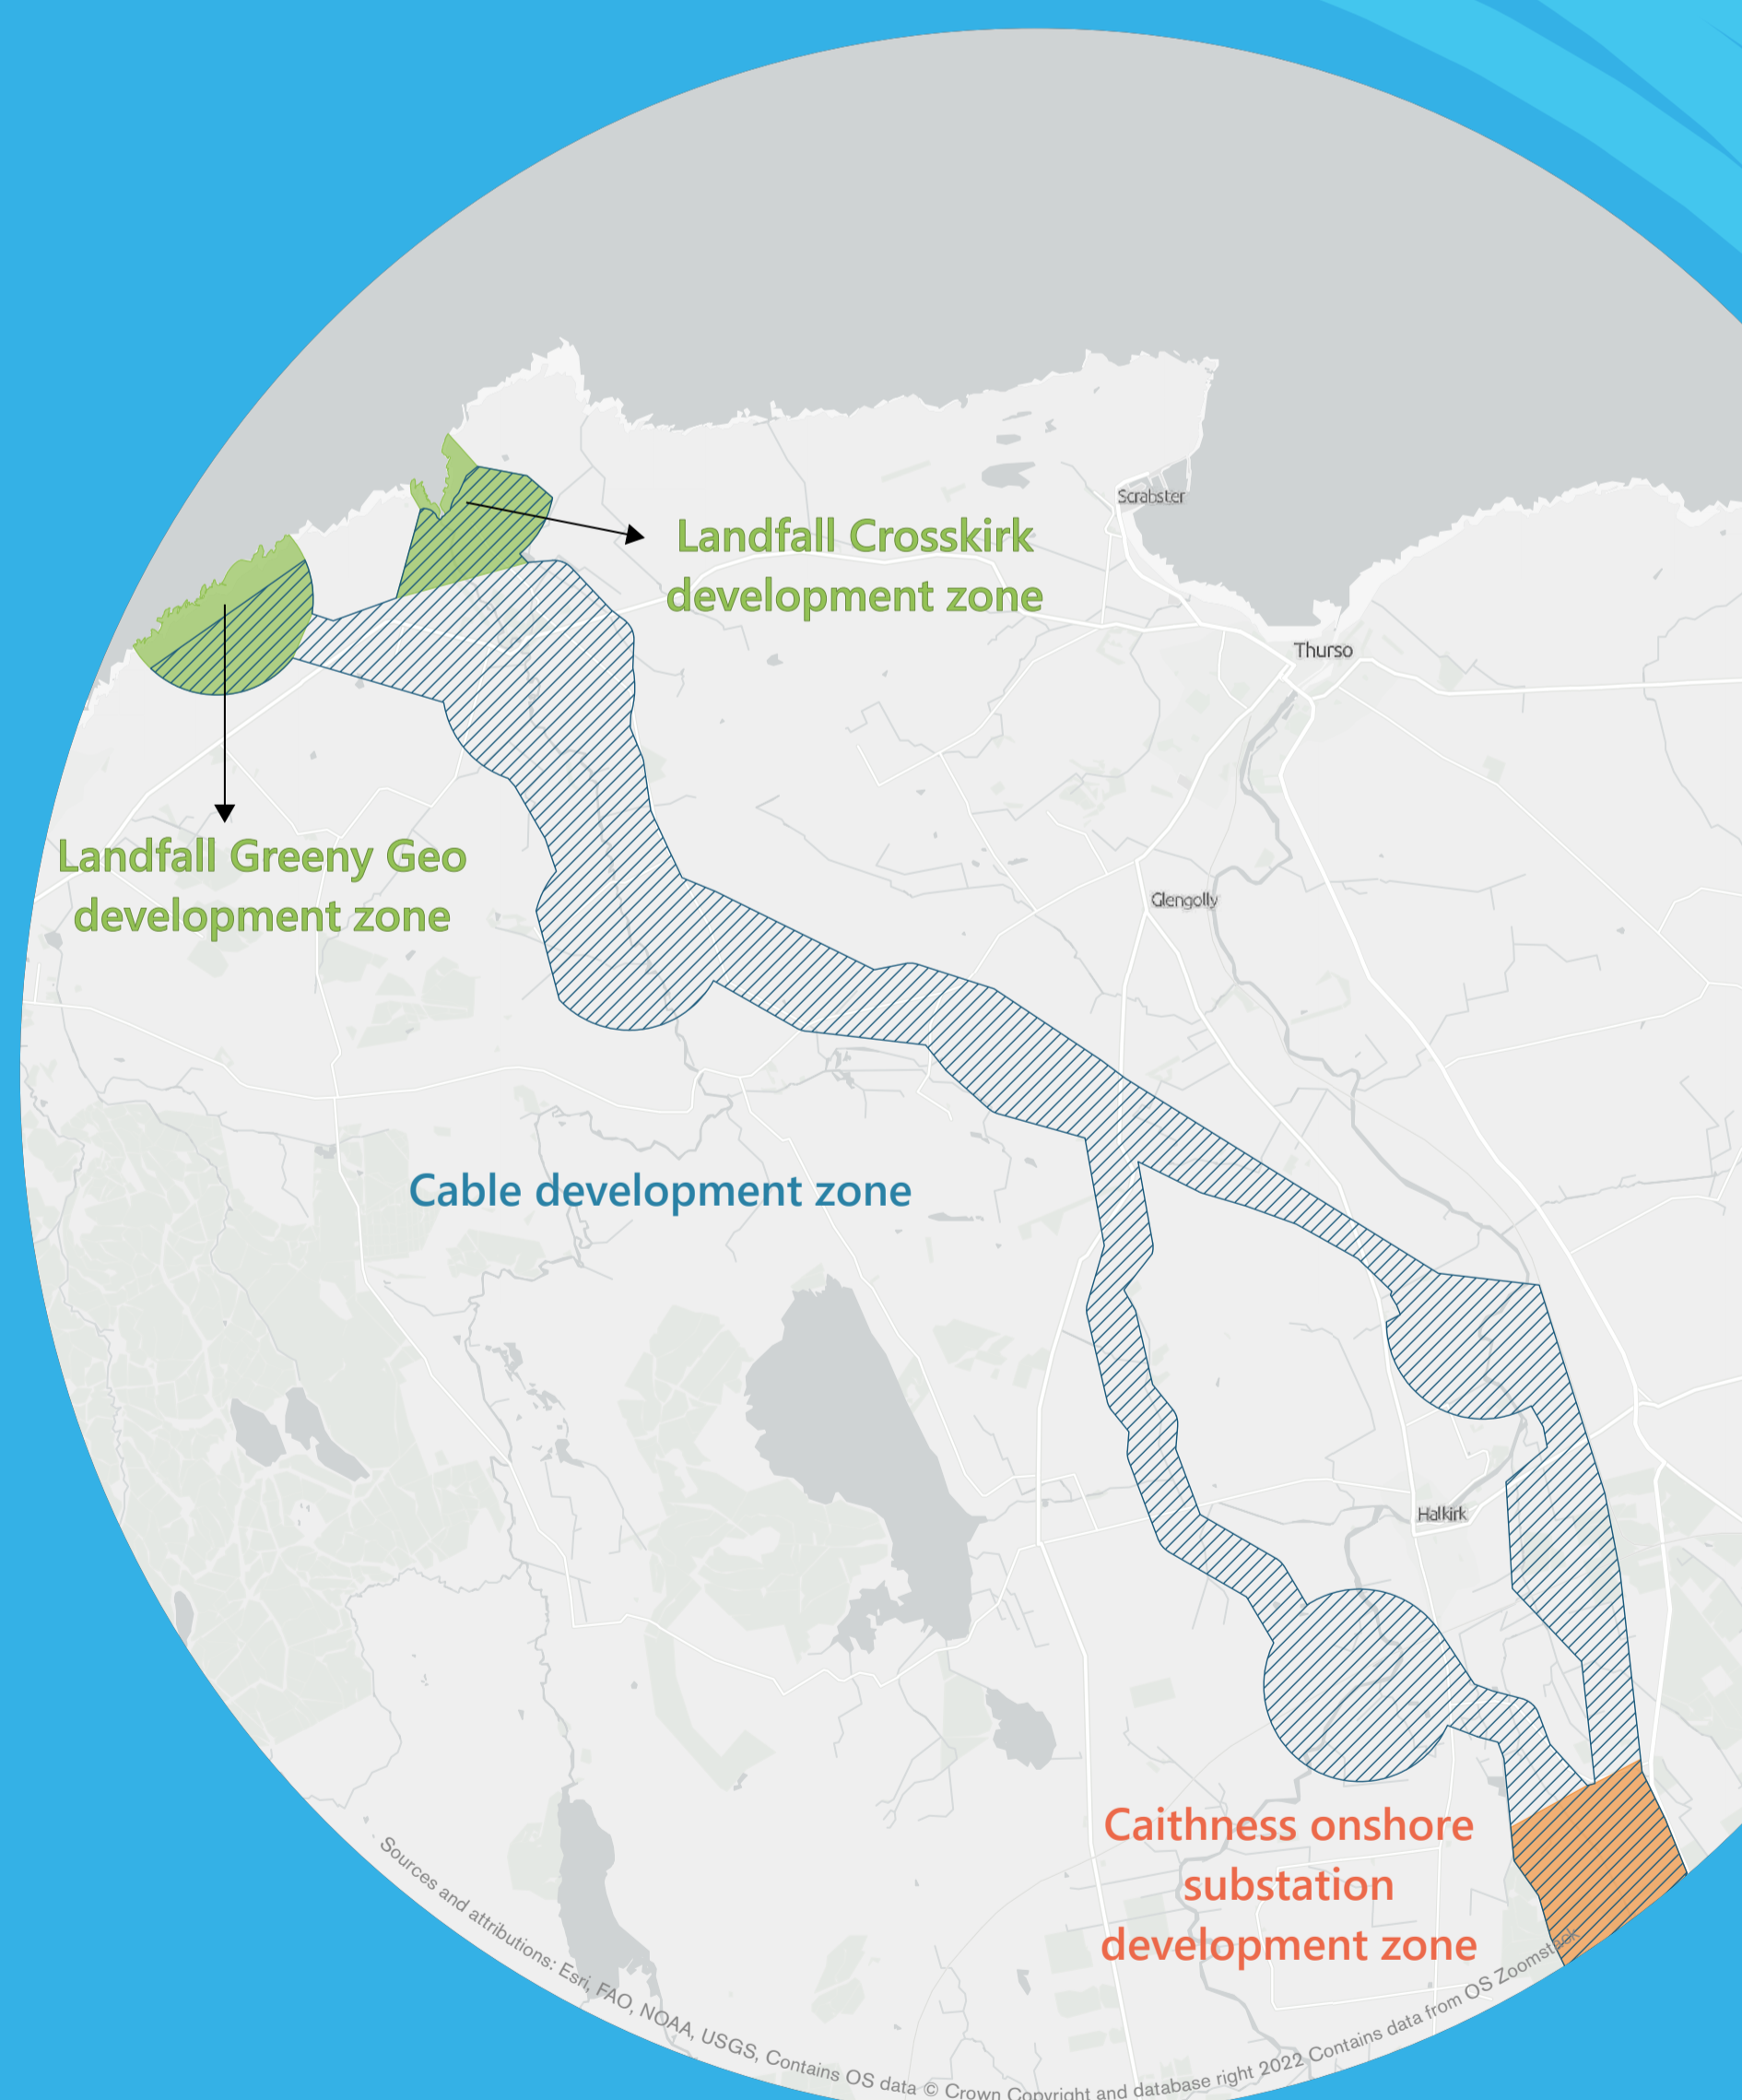 Scrabster
Landfall Crosskirk
development zone
Thurso
Landfall Greeny Geo
development zone
Glengolly
Cable development zone
Halkirk
Caithness onshore
substation
development zone
Sources and attributions: Esri, FAO, NOAA, USGS, Contains OS data © Crown Copyright and database right 2022 Contains data from OS Zoomstack